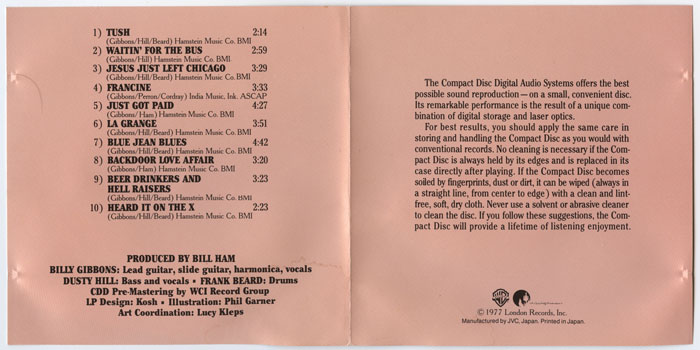 1) TUSH 2:14
(Gibbons/Hill/Beard) Hamstein Music Co. BMI
2) WAITIN' FOR THE BUS 2:59
(Gibbons/Hill) Hamstein Music Co. BMI
3) JESUS JUST LEFT CHICAGO 3:29
(Gibbons/Hill/Beard) Hamstein Music Co. BMI
4) FRANCINE 3:33
(Gibbons/Perron/Cordray) India Music, Ink. ASCAP
5) JUST GOT PAID 4:27
(Gibbons/Ham) Hamstein Music Co. BMI
6) LA GRANGE 3:51
(Gibbons/Hill/Beard) Hamstein Music Co. BMI
7) BLUE JEAN BLUES 4:42
(Gibbons/Hill/Beard) Hamstein Music Co. BMI
8) BACKDOOR LOVE AFFAIR 3:20
(Gibbons/Ham) Hamstein Music Co. BMI
9) BEER DRINKERS AND 3:23
HELL RAISERS
(Gibbons/Hill/Beard) Hamstein Music Co. BMI
10) HEARD IT ON THE X 2:23
(Gibbons/Hill/Beard) Hamstein Music Co. BMI
PRODUCED BY BILL HAM
BILLY GIBBONS: Lead guitar, slide guitar, harmonica, vocals
DUSTY HILL: Bass and vocals • FRANK BEARD: Drums
CDD Pre-Mastering by WCI Record Group
LP Design: Kosh • Illustration: Phil Garner
Art Coordination: Lucy Kleps
The Compact Disc Digital Audio Systems offers the best
possible sound reproduction—on a small, convenient disc.
Its remarkable performance is the result of a unique com-
bination of digital storage and laser optics.
For best results, you should apply the same care in
storing and handling the Compact Disc as you would with
conventional records. No cleaning is necessary if the Com-
pact Disc is always held by its edges and is replaced in its
case directly after playing. If the Compact Disc becomes
soiled by fingerprints, dust or dirt, it can be wiped (always in
a straight line, from center to edge) with a clean and lint-
free, soft, dry cloth. Never use a solvent or abrasive cleaner
to clean the disc. If you follow these suggestions, the Com-
pact Disc will provide a lifetime of listening enjoyment.
© 1977 London Records, Inc.
Manufactured by JVC, Japan. Printed in Japan.